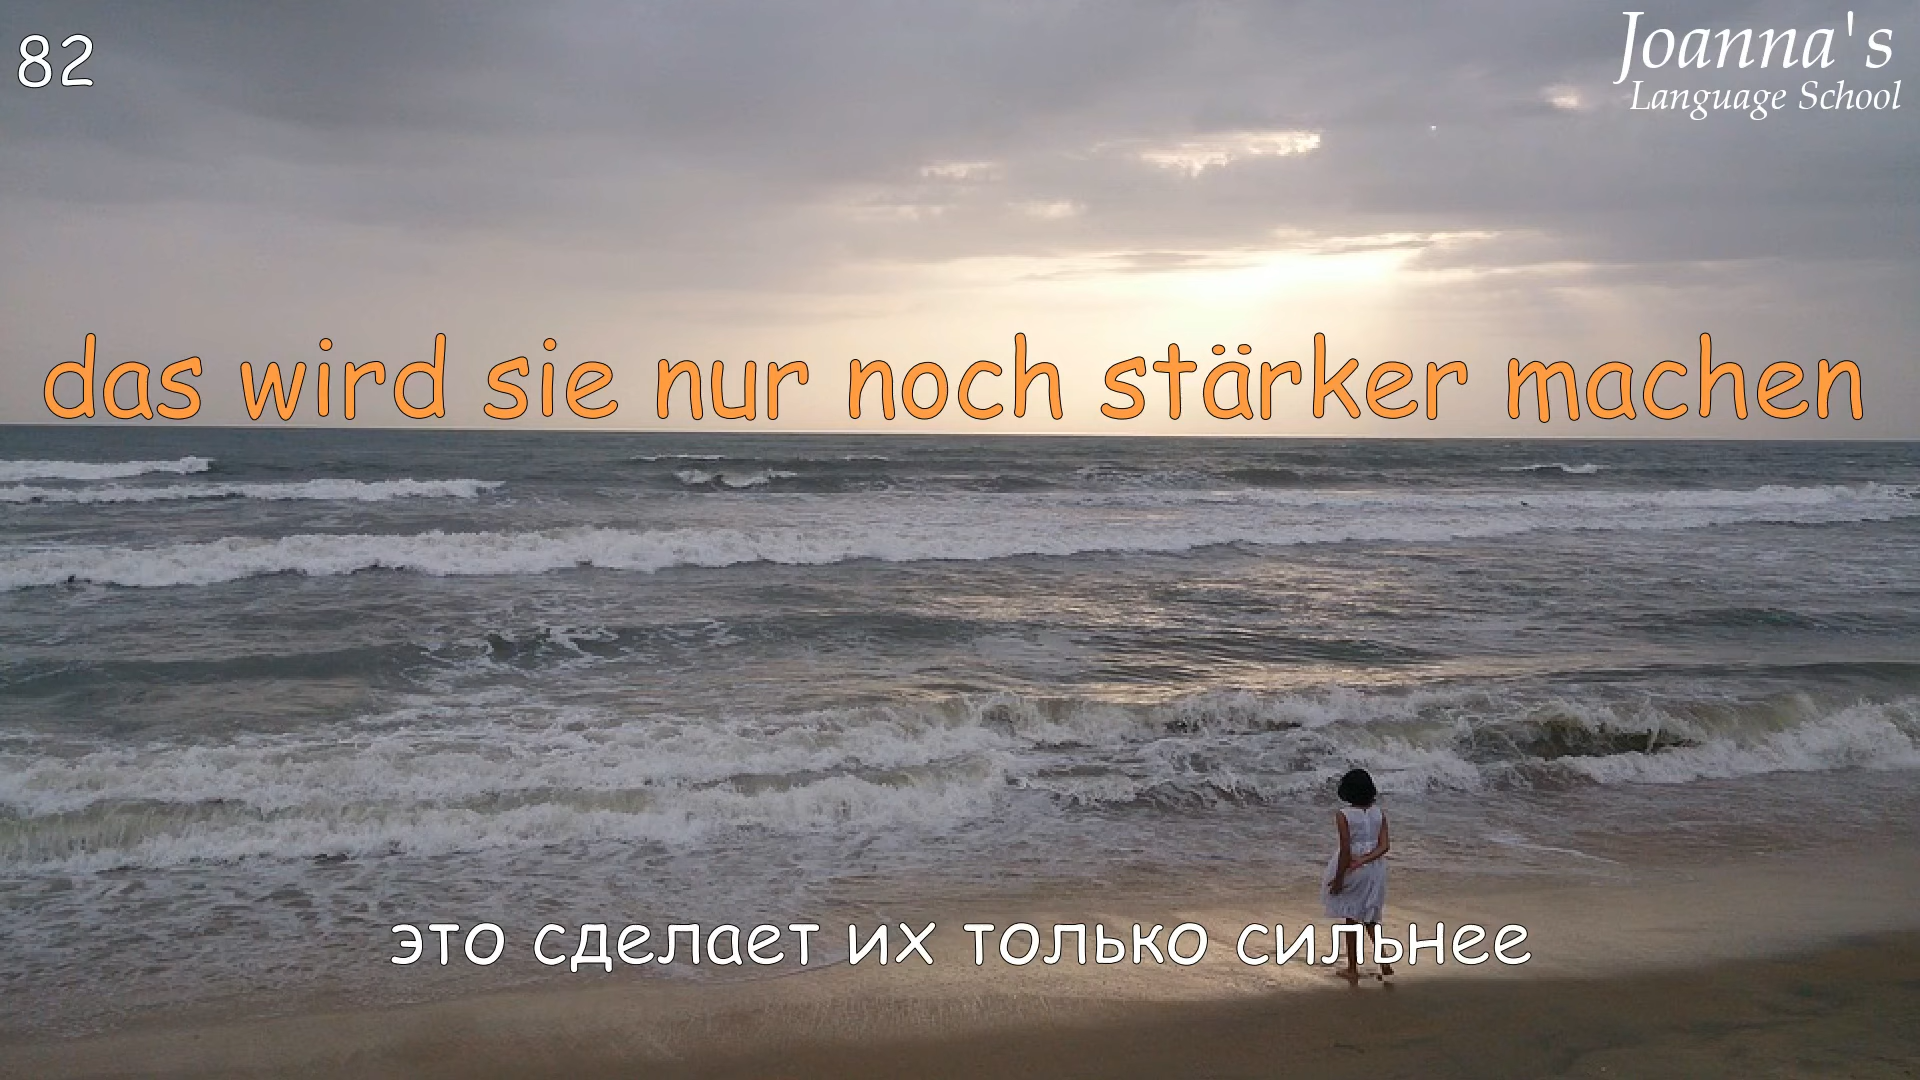 82
Joanna's
Language School
das wird sie nur noch stärker machen
это сделает их только сильнее